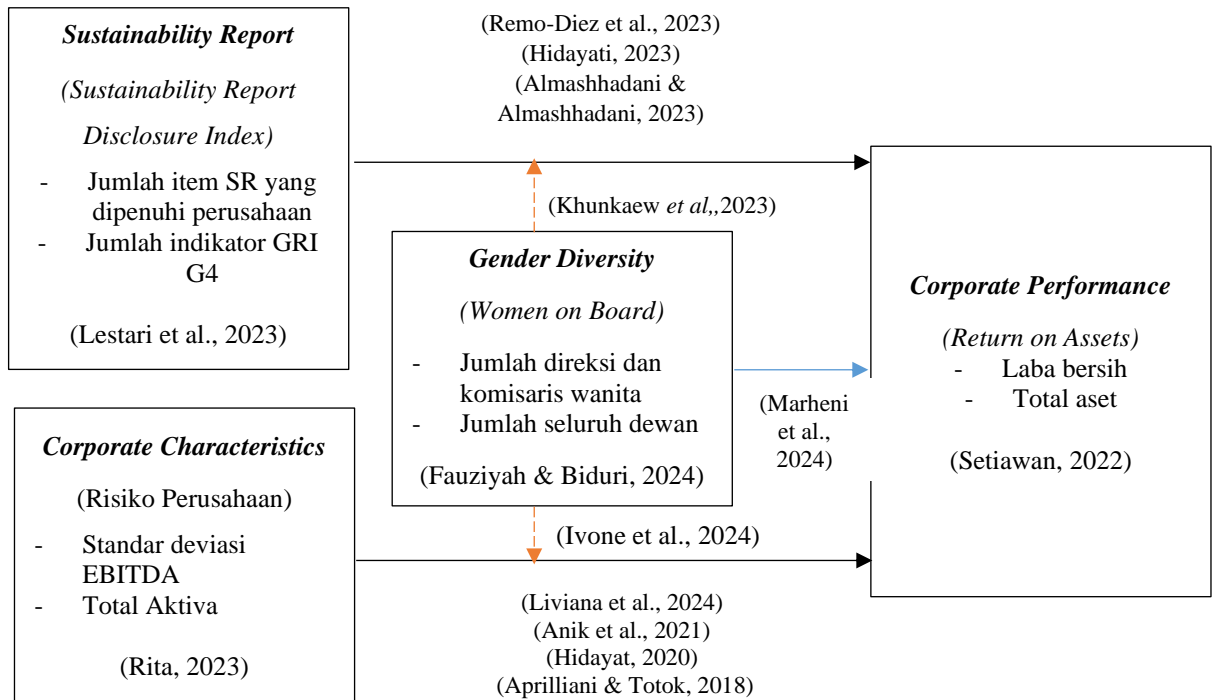 Sustainability Report
(Sustainability Report
Disclosure Index)
- Jumlah item SR yang
dipenuhi perusahaan
- Jumlah indikator GRI
G4
(Lestari et al., 2023)
(Remo-Diez et al., 2023)
(Hidayati, 2023)
(Almashhadani &
Almashhadani, 2023)
(Khunkaew et al,,2023)
Gender Diversity
(Women on Board)
- Jumlah direksi dan
komisaris wanita
- Jumlah seluruh dewan
(Fauziyah & Biduri, 2024)
(Marheni
et al.,
2024)
Corporate Performance
(Return on Assets)
- Laba bersih
- Total aset
(Setiawan, 2022)
Corporate Characteristics
(Risiko Perusahaan)
- Standar deviasi
EBITDA
- Total Aktiva
(Rita, 2023)
(Ivone et al., 2024)
(Liviana et al., 2024)
(Anik et al., 2021)
(Hidayat, 2020)
(Aprilliani & Totok, 2018)